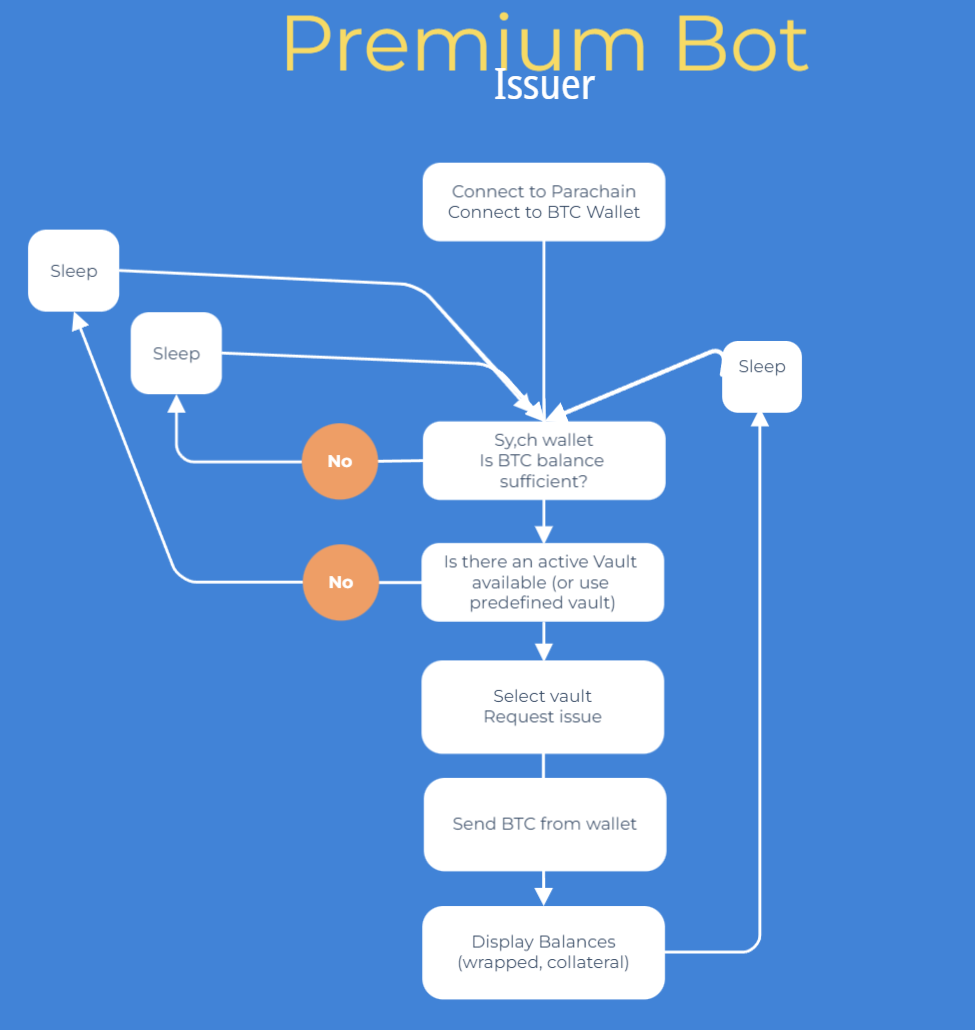 Premium Bot
Issuer
Connect to Parachain
Connect to BTC Wallet
Sleep
Sleep
Sleep
Sy,ch wallet
Is BTC balance
sufficient?
No
Is there an active Vault
available (or use
predefined vault)
No
Select vault
Request issue
Send BTC from wallet
Display Balances
(wrapped, collateral)